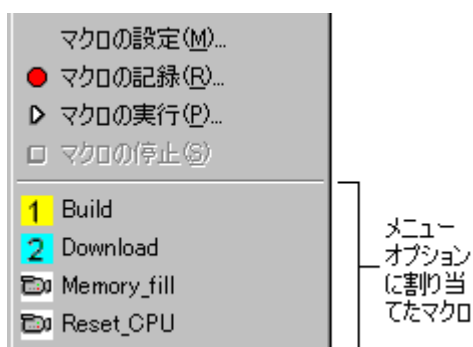 マクロの設定(M)...
マクロの記録(R)...
マクロの実行(P)...
マクロの停止(S)
1 Build
2 Download
Memory_fill
Reset_CPU
メニュー
オプション
に割り当
てたマクロ